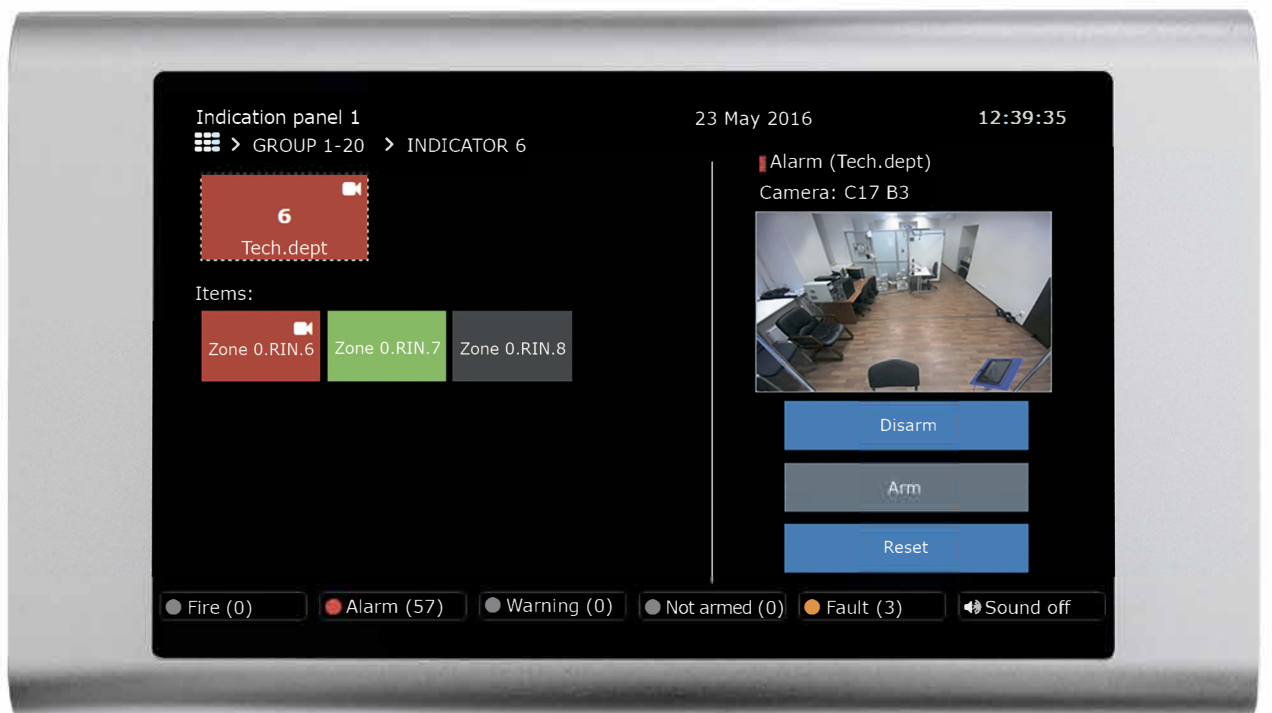 Indication panel 1
23 May 2016
12:39:35
> GROUP 1-20 > INDICATOR 6
6
Tech.dept
Items:
Zone 0.RIN.6
Zone 0.RIN.7
Zone 0.RIN.8
Alarm (Tech.dept)
Camera: C17 B3
Disarm
Arm
Reset
Fire (0)
Alarm (57)
Warning (0)
Not armed (0)
Fault (3)
Sound off